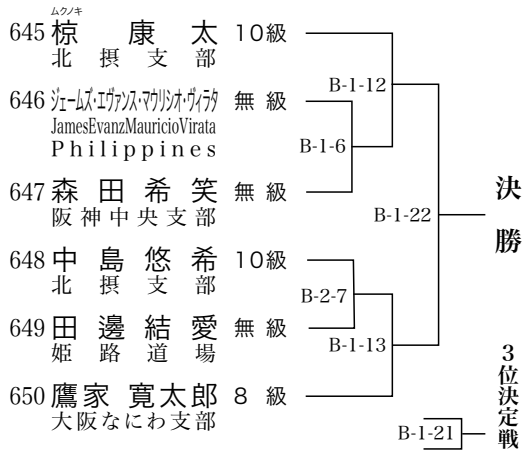 ムクノキ
645 椋康太 10級
北摂支部
B-1-12
646 ジェームズ・エヴァンス・マウリシオ・ヴィラタ 無級
JamesEvanzMauricioVirata
Philippines
B-1-6
647 森田希笑 無級
阪神中央支部
B-1-22
決勝
648 中島悠希 10級
北摂支部
B-2-7
649 田邊結愛 無級
姫路道場
B-1-13
650 鷹家寛太郎 8級
大阪なにわ支部
B-1-21
3位決定戦